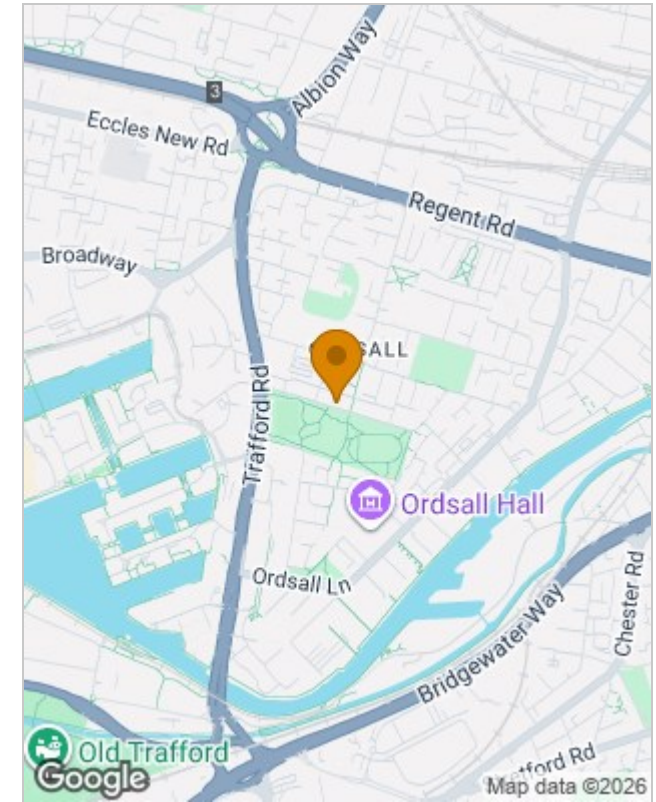 Albion Way
3
Eccles New Rd
Regent Rd
Broadway
SALL
Trafford Rd
Ordsall Hall
Ordsall Ln
Chester Rd
Bridgewater Way
Old Trafford
tford Rd
Google
Map data ©2026